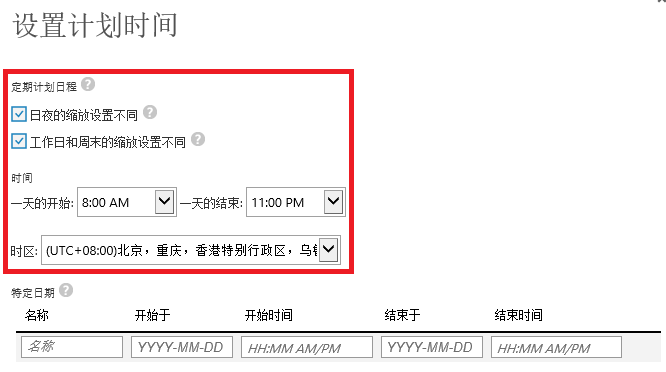 设置计划时间
定期计划日程 ?
日夜的缩放设置不同 ?
工作日和周末的缩放设置不同 ?
时间
一天的开始: 8:00 AM 一天的结束: 11:00 PM
时区: (UTC+08:00)北京，重庆，香港特别行政区，乌
特定日期 ?
名称 开始于 开始时间 结束于 结束时间
名称 YYYY-MM-DD HH:MM AM/PM YYYY-MM-DD HH:MM AM/PM